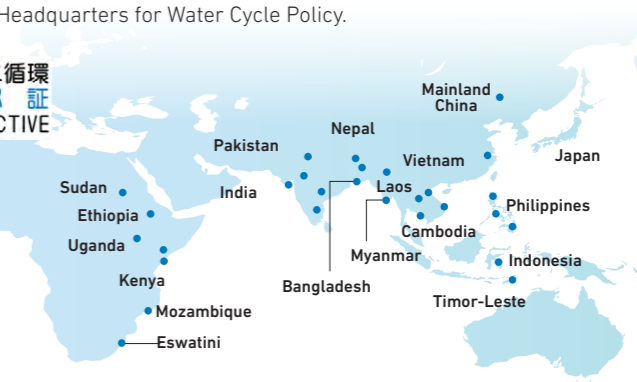 Headquarters for Water Cycle Policy.
循環
証
CTIVE
Mainland
China
Nepal
Pakistan
Vietnam
Japan
Sudan
India
Laos
Ethiopia
Philippines
Cambodia
Uganda
Myanmar
Indonesia
Kenya
Bangladesh
Timor-Leste
Mozambique
Eswatini